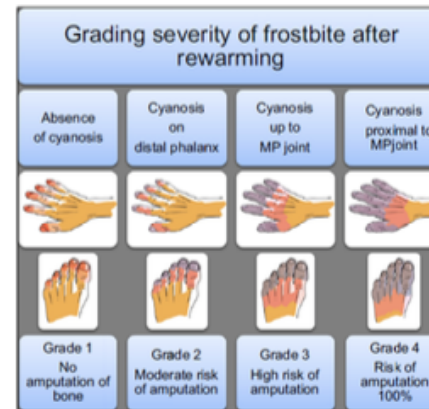 Grading severity of frostbite after
rewarming
Absence
of cyanosis
Cyanosis
on
distal phalanx
Cyanosis
up to
MP joint
Cyanosis
proximal to
MPjoint
Grade 1
No
amputation of
bone
Grade 2
Moderate risk
of amputation
Grade 3
High risk of
amputation
Grade 4
Risk of
amputation
100%